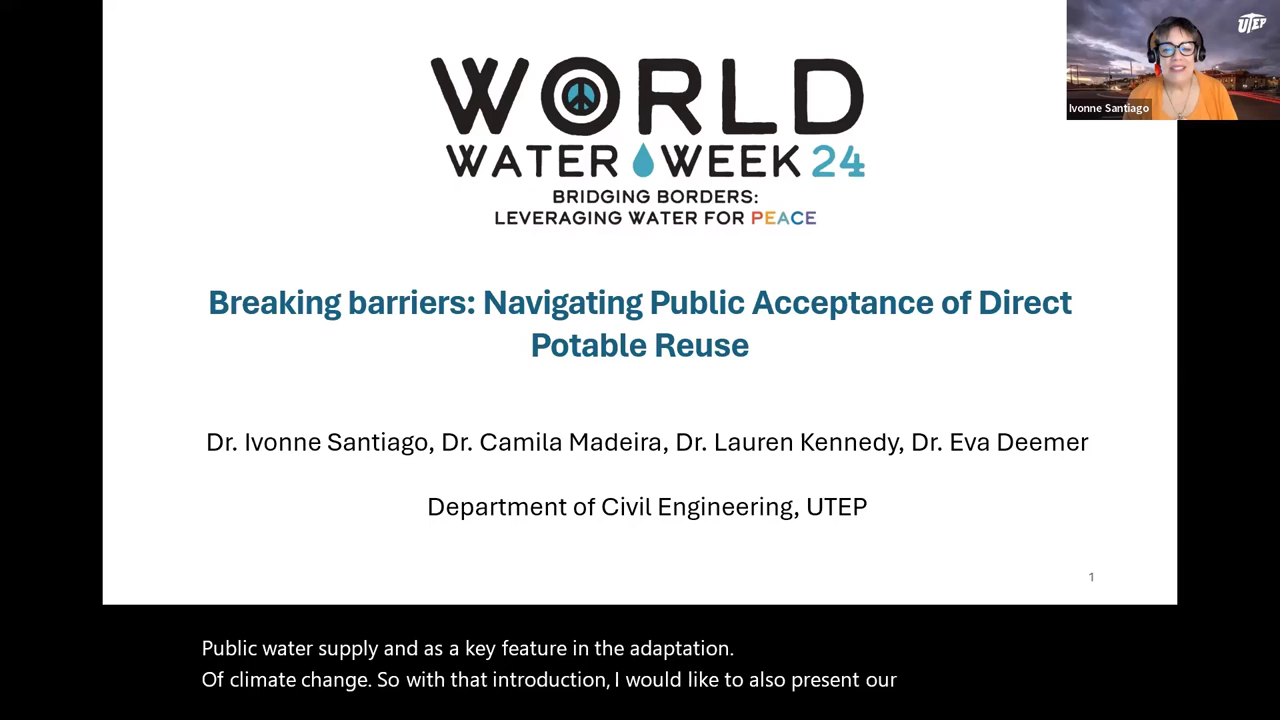 UTEP
Ivonne Santiago
WORLD
WATER WEEK 24
BRIDGING BORDERS:
LEVERAGING WATER FOR PEACE
Breaking barriers: Navigating Public Acceptance of Direct
Potable Reuse
Dr. Ivonne Santiago, Dr. Camila Madeira, Dr. Lauren Kennedy, Dr. Eva Deemer
Department of Civil Engineering, UTEP
1
Public water supply and as a key feature in the adaptation.
Of climate change. So with that introduction, I would like to also present our